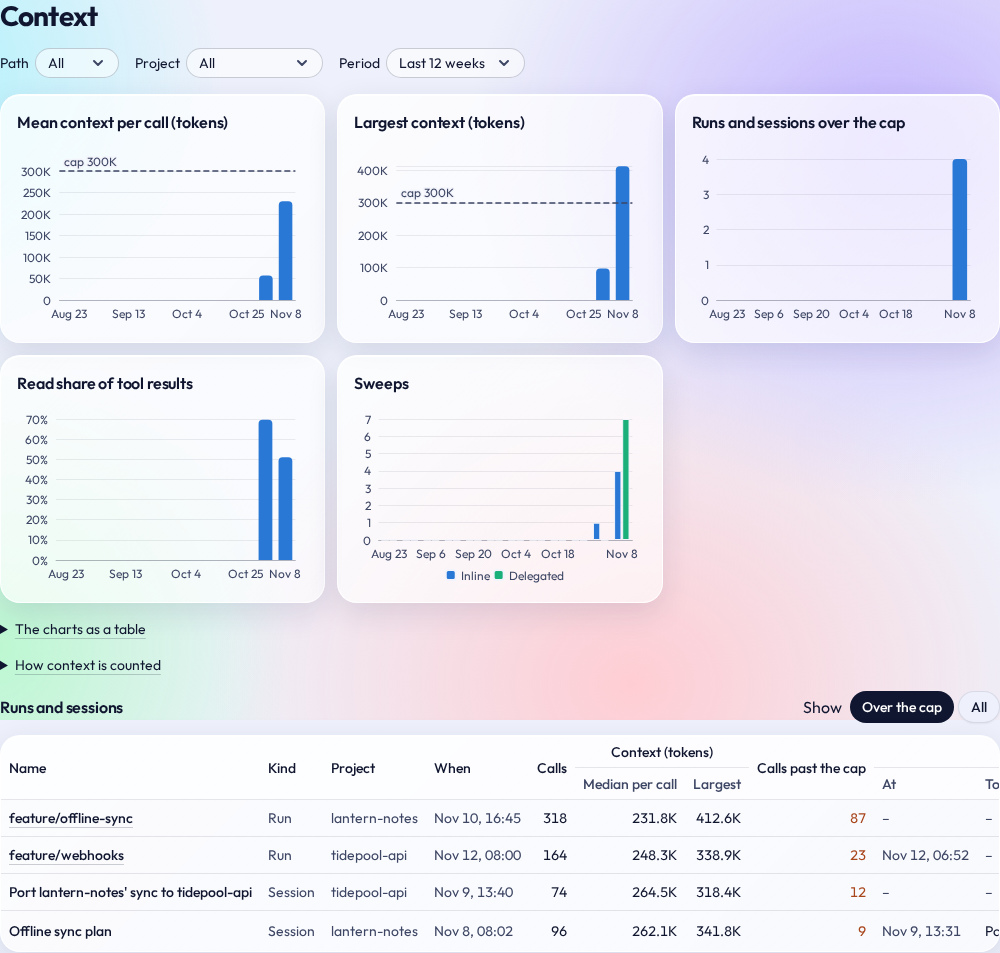 Context
Path All Project All Period Last 12 weeks
Mean context per call (tokens)
cap 300K
300K
250K
200K
150K
100K
50K
0
Aug 23 Sep 13 Oct 4 Oct 25 Nov 8
Largest context (tokens)
400K
cap 300K
300K
200K
100K
0
Aug 23 Sep 13 Oct 4 Oct 25 Nov 8
Runs and sessions over the cap
4
3
2
1
0
Aug 23 Sep 6 Sep 20 Oct 4 Oct 18 Nov 8
Read share of tool results
70%
60%
50%
40%
30%
20%
10%
0%
Aug 23 Sep 13 Oct 4 Oct 25 Nov 8
Sweeps
7
6
5
4
3
2
1
0
Aug 23 Sep 6 Sep 20 Oct 4 Oct 18 Nov 8
Inline Delegated
The charts as a table
How context is counted
Runs and sessions Show Over the cap All
Context (tokens)
Name Kind Project When Calls Calls past the cap
Median per call Largest At
feature/offline-sync Run lantern-notes Nov 10, 16:45 318 231.8K 412.6K 87 – –
feature/webhooks Run tidepool-api Nov 12, 08:00 164 248.3K 338.9K 23 Nov 12, 06:52 –
Port lantern-notes' sync to tidepool-api Session tidepool-api Nov 9, 13:40 74 264.5K 318.4K 12 – –
Offline sync plan Session lantern-notes Nov 8, 08:02 96 262.1K 341.8K 9 Nov 9, 13:31